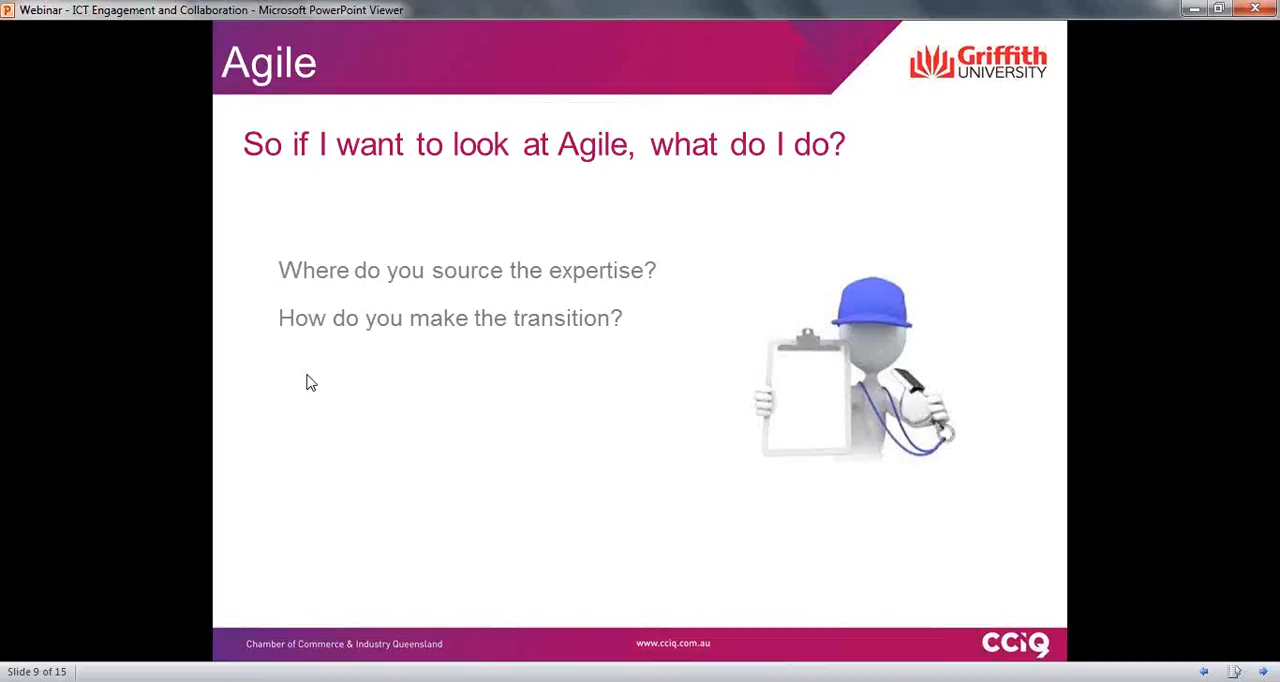 Webinar - ICT Engagement and Collaboration - Microsoft PowerPoint Viewer
Agile
Griffith
UNIVERSITY
So if I want to look at Agile, what do I do?
Where do you source the expertise?
How do you make the transition?
Chamber of Commerce & Industry Queensland
www.cciq.com.au
CCiQ
Slide 9 of 15